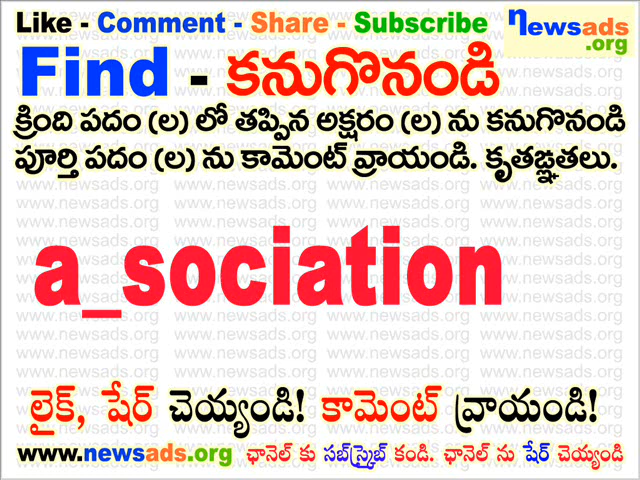 Like - Comment - Share - Subscribe
newsads
.org
Find - కనుగొనండి
క్రింది పదం (ల) లో తప్పిన అక్షరం (ల) ను కనుగొనండి
పూర్తి పదం (ల) ను కామెంట్ వ్రాయండి. కృతజ్ఞతలు.
a_sociation
లైక్, షేర్ చెయ్యండి! కామెంట్ వ్రాయండి!
www.newsads.org ఛానెల్ కు సబ్‌స్క్రైబ్ కండి. ఛానెల్ ను షేర్ చెయ్యండి